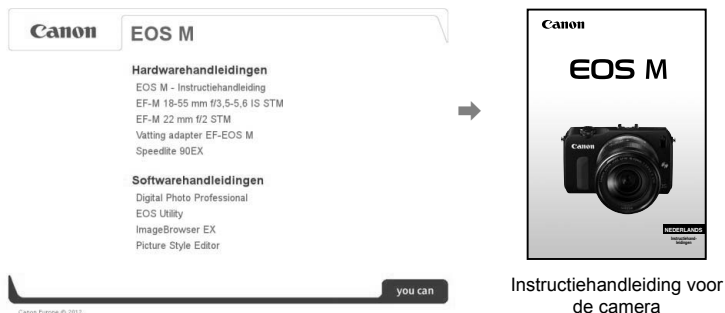 Canon
EOS M
Hardwarehandleidingen
EOS M - Instructiehandleiding
EF-M 18-55 mm f/3,5-5,6 IS STM
EF-M 22 mm f/2 STM
Vatting adapter EF-EOS M
Speedlite 90EX
Softwarehandleidingen
Digital Photo Professional
EOS Utility
ImageBrowser EX
Picture Style Editor
you can
Canon Europe © 2012
Canon
EOS M
Canon
NEDERLANDS
Instructiehand-
leidingen
Instructiehandleiding voor
de camera